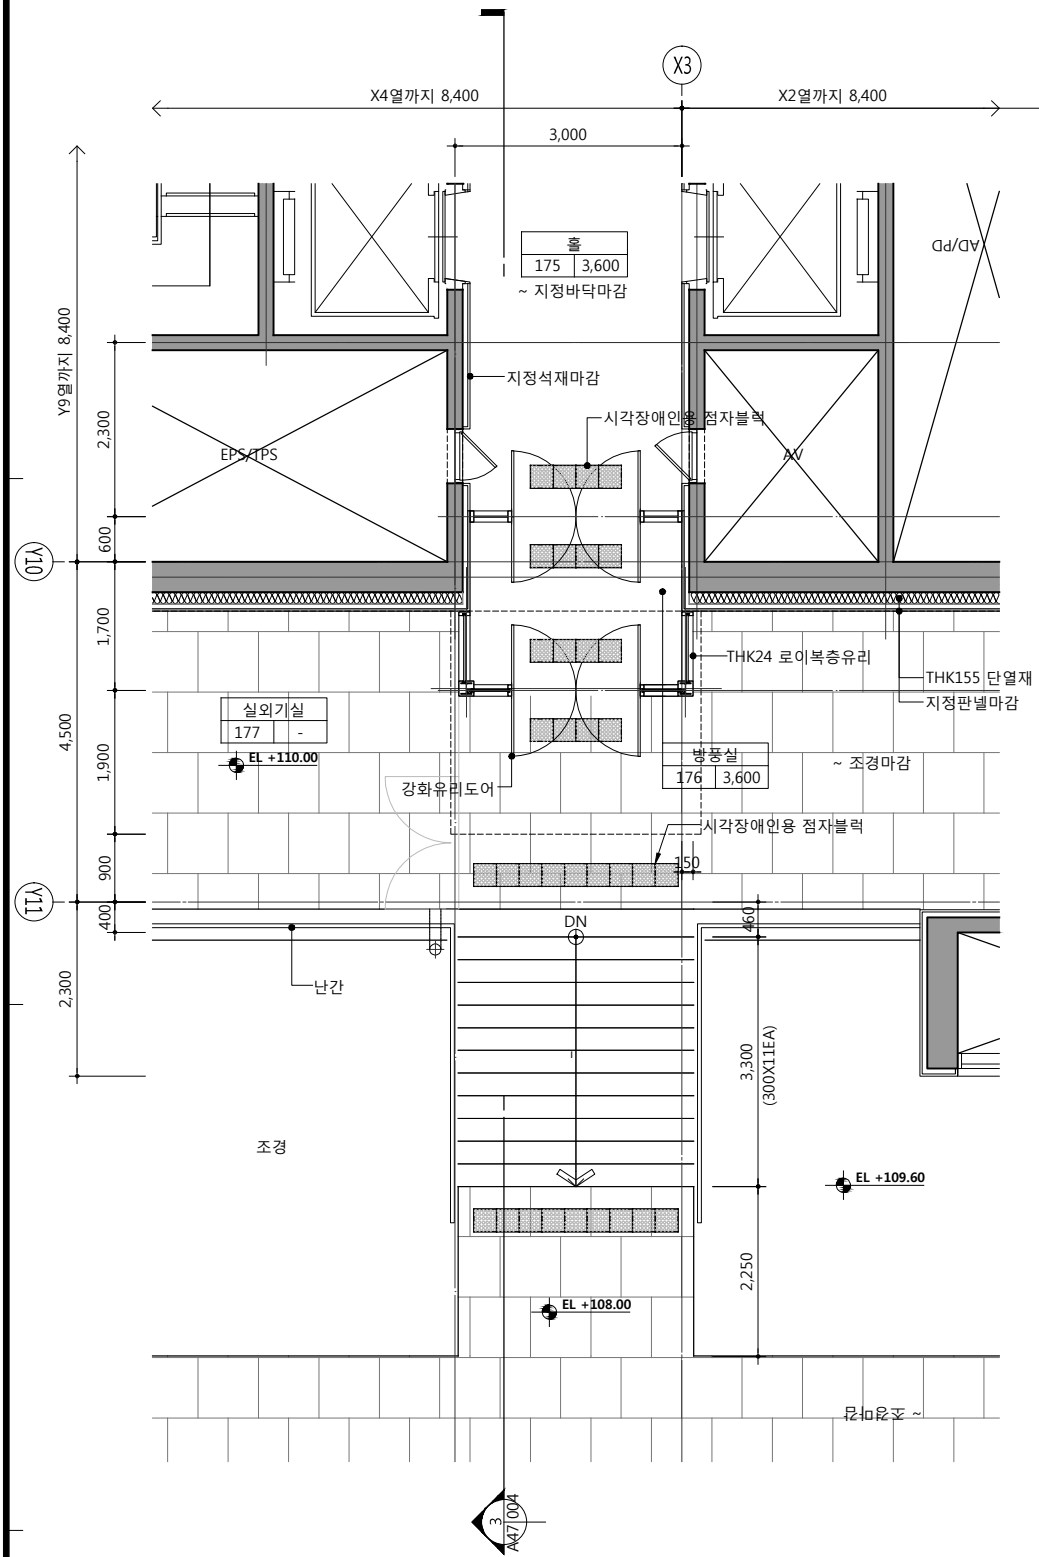 X3
X4열까지 8,400
X2열까지 8,400
3,000
홀
175 3,600
~ 지정바닥마감
AD/PD
Y9열까지 8,400
지정석재마감
시각장애인용 점자블럭
2,300
EPS/TPS
AV
600
Y10
1,700
THK24 로이복층유리
THK155 단열재
지정판넬마감
실외기실
177 -
EL +110.00
4,500
1,900
방풍실
176 3,600
~ 조경마감
강화유리도어
시각장애인용 점자블럭
150
900
Y11
400
460
DN
난간
2,300
3,300
(300X11EA)
조경
EL +109.60
2,250
EL +108.00
~ 조경마감
3
A47 004